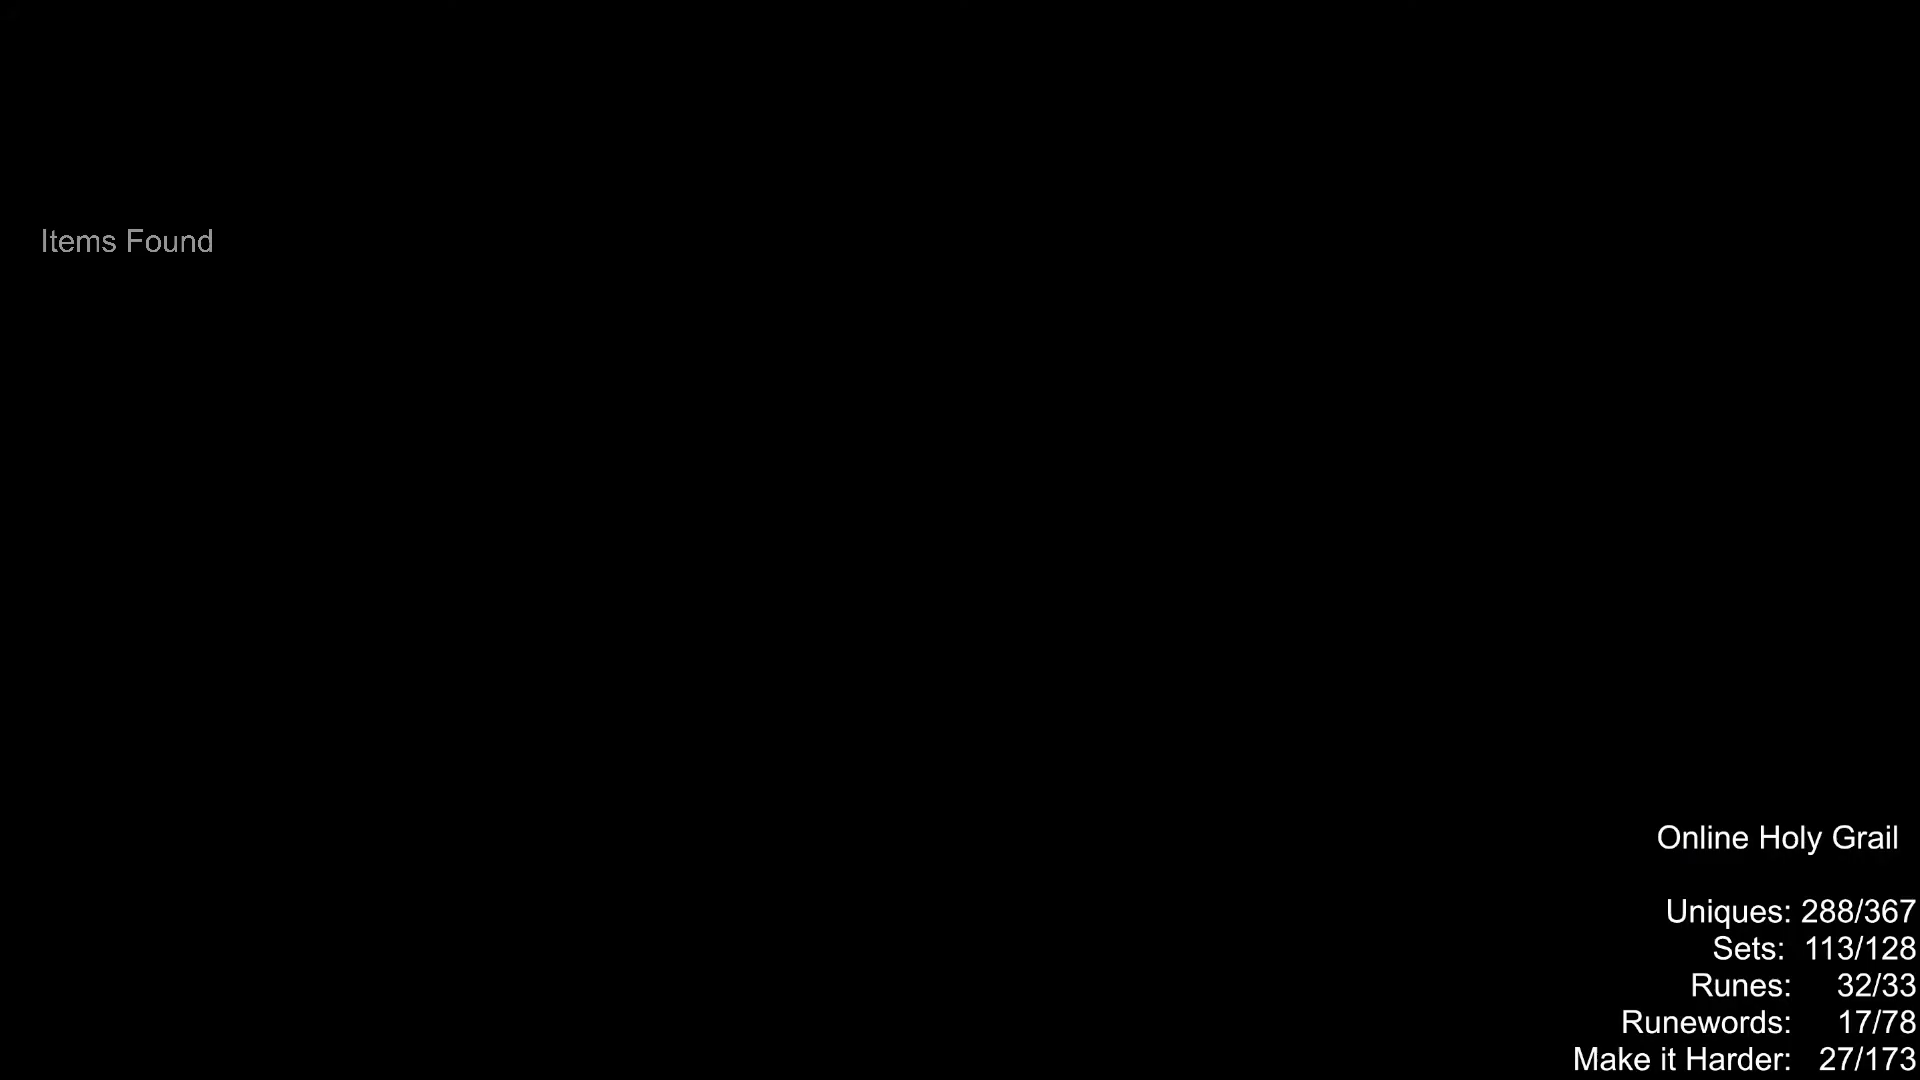 Items Found
Online Holy Grail
Uniques: 288/367
Sets: 113/128
Runes: 32/33
Runewords: 17/78
Make it Harder: 27/173